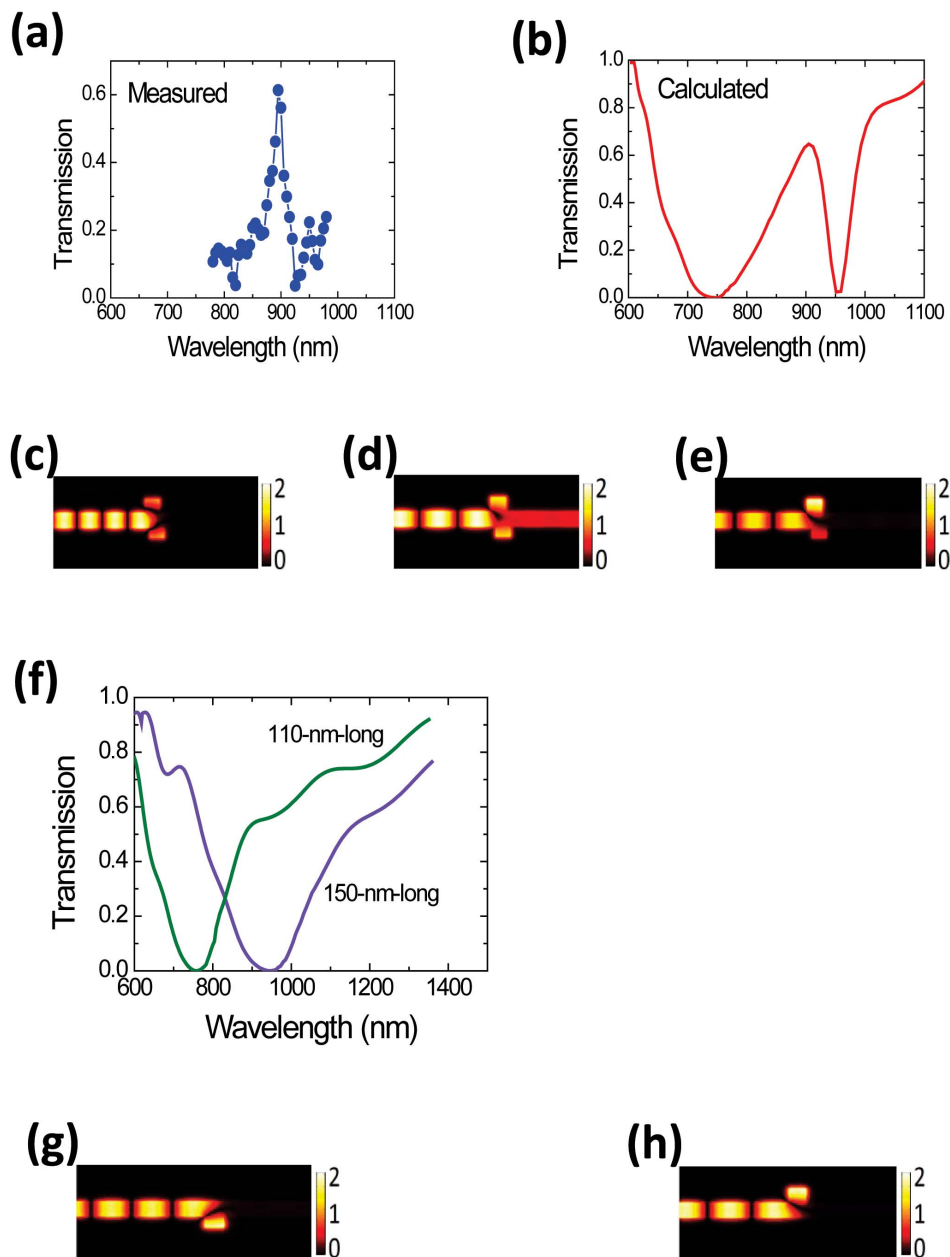 (a)
(b)
Measured
Transmission
0.6
0.4
0.2
0.0
600 700 800 900 1000 1100
Wavelength (nm)
Calculated
Transmission
1.0
0.8
0.6
0.4
0.2
0.0
600 700 800 900 1000 1100
Wavelength (nm)
(c)
2
1
0
(d)
2
1
0
(e)
2
1
0
(f)
Transmission
1.0
0.8
0.6
0.4
0.2
0.0
110-nm-long
150-nm-long
600 800 1000 1200 1400
Wavelength (nm)
(g)
2
1
0
(h)
2
1
0